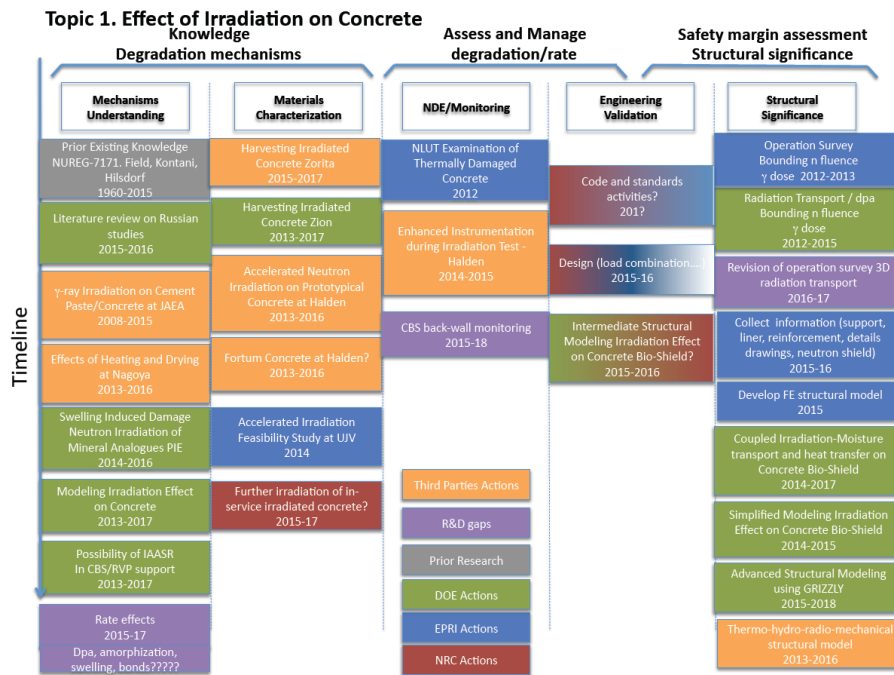 Topic 1. Effect of Irradiation on Concrete
Knowledge
Degradation mechanisms
Assess and Manage
degradation/rate
Safety margin assessment
Structural significance
Timeline
Mechanisms
Understanding
Prior Existing Knowledge
NUREG-7171. Field, Kontani,
Hilsdorf
1960-2015
Literature review on Russian
studies
2015-2016
γ-ray Irradiation on Cement
Paste/Concrete at JAEA
2008-2015
Effects of Heating and Drying
at Nagoya
2013-2016
Swelling Induced Damage
Neutron Irradiation of
Mineral Analogues PIE
2014-2016
Modeling Irradiation Effect
on Concrete
2013-2017
Possibility of IAASR
In CBS/RVP support
2013-2017
Rate effects
2015-17
Dpa, amorphization,
swelling, bonds?????
Materials
Characterization
Harvesting Irradiated
Concrete Zorita
2015-2017
Harvesting Irradiated
Concrete Zion
2013-2017
Accelerated Neutron
Irradiation on Prototypical
Concrete at Halden
2013-2016
Fortum Concrete at Halden?
2013-2016
Accelerated Irradiation
Feasibility Study at UJV
2014
Further irradiation of in-
service irradiated concrete?
2015-17
NDE/Monitoring
NLUT Examination of
Thermally Damaged
Concrete
2012
Enhanced Instrumentation
during Irradiation Test -
Halden
2014-2015
CBS back-wall monitoring
2015-18
Third Parties Actions
R&D gaps
Prior Research
DOE Actions
EPRI Actions
NRC Actions
Engineering
Validation
Code and standards
activities?
201?
Design (load combination....)
2015-16
Intermediate Structural
Modeling Irradiation Effect
on Concrete Bio-Shield?
2015-2016
Structural
Significance
Operation Survey
Bounding n fluence
γ dose 2012-2013
Radiation Transport / dpa
Bounding n fluence
γ dose
2012-2015
Revision of operation survey 3D
radiation transport
2016-17
Collect information (support,
liner, reinforcement, details
drawings, neutron shield)
2015-16
Develop FE structural model
2015
Coupled Irradiation-Moisture
transport and heat transfer on
Concrete Bio-Shield
2014-2017
Simplified Modeling Irradiation
Effect on Concrete Bio-Shield
2014-2015
Advanced Structural Modeling
using GRIZZLY
2015-2018
Thermo-hydro-radio-mechanical
structural model
2013-2016